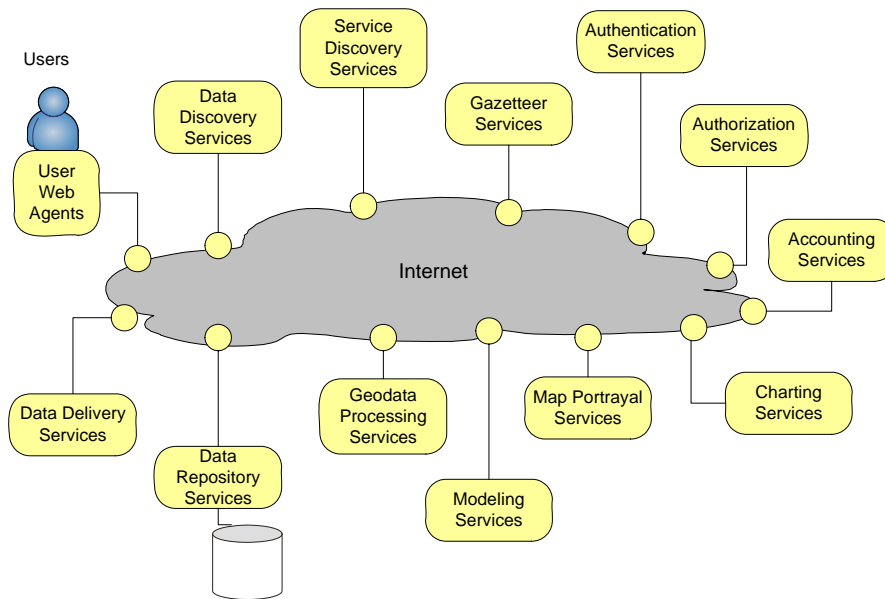 Users
User
Web
Agents
Data
Discovery
Services
Service
Discovery
Services
Gazetteer
Services
Authentication
Services
Authorization
Services
Accounting
Services
Internet
Data Delivery
Services
Data
Repository
Services
Geodata
Processing
Services
Modeling
Services
Map Portrayal
Services
Charting
Services